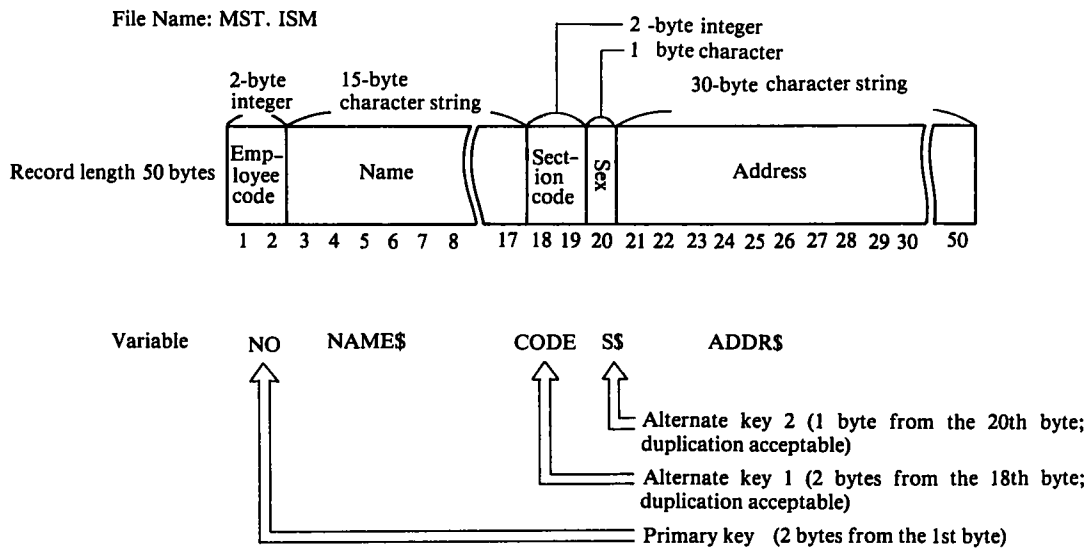 File Name: MST. ISM
2 -byte integer
1 byte character
2-byte integer
15-byte character string
30-byte character string
Record length 50 bytes
Emp-
loyee
code
Name
Sect-
ion
code
Sex
Address
1 2 3 4 5 6 7 8 17 18 19 20 21 22 23 24 25 26 27 28 29 30 50
Variable NO NAME$ CODE S$ ADDR$
Alternate key 2 (1 byte from the 20th byte;
duplication acceptable)
Alternate key 1 (2 bytes from the 18th byte;
duplication acceptable)
Primary key (2 bytes from the 1st byte)